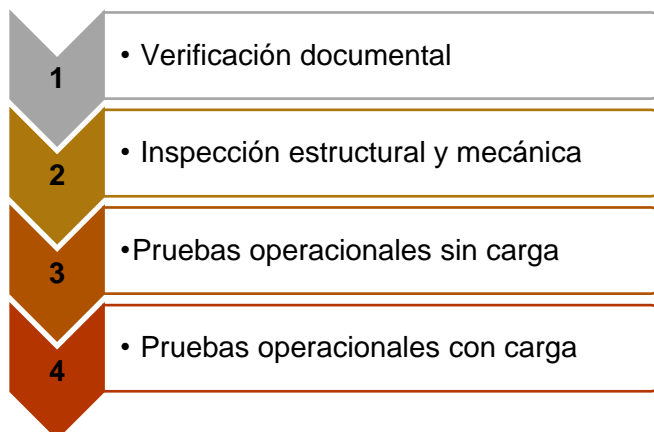 1
• Verificación documental
2
• Inspección estructural y mecánica
3
•Pruebas operacionales sin carga
4
• Pruebas operacionales con carga